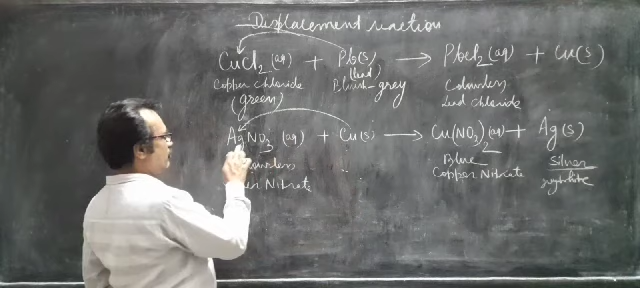 Displacement reaction
CuCl2 (aq) + Pb(s) → PbCl2 (aq) + Cu(s)
Copper chloride (lead) Colourless
(green) Bluish-grey Lead chloride
AgNO3 (aq) + Cu(s) → Cu(NO3)2 (aq) + Ag(s)
Blue Silver
Nitrate Copper Nitrate